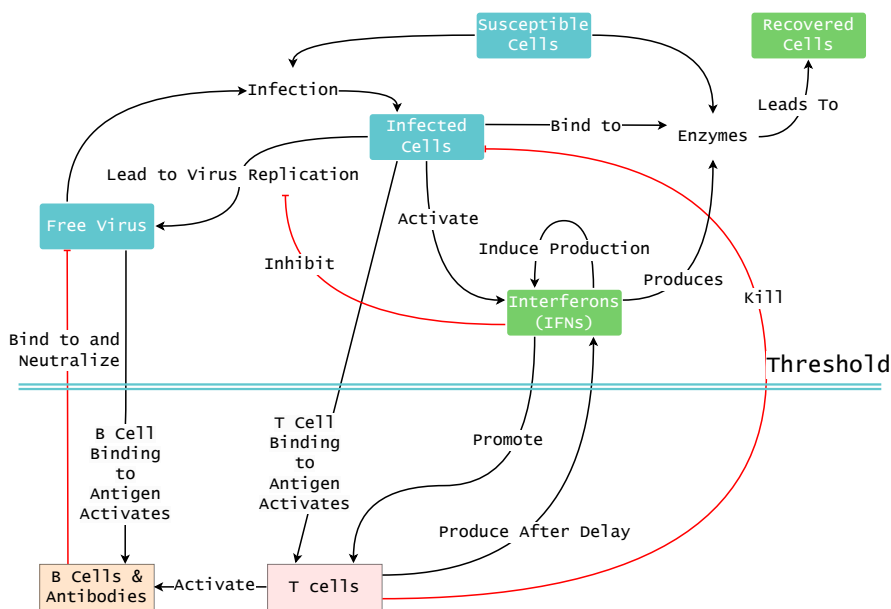 Susceptible
Cells
Recovered
Cells
Infection
Leads To
Infected
Cells
Bind to
Enzymes
Lead to Virus Replication
Free Virus
Activate
Induce Production
Inhibit
Produces
Interferons
(IFNs)
Kill
Bind to and
Neutralize
Threshold
B Cell
Binding
to
Antigen
Activates
T Cell
Binding
to
Antigen
Activates
Promote
Produce After Delay
B Cells &
Antibodies
Activate
T cells